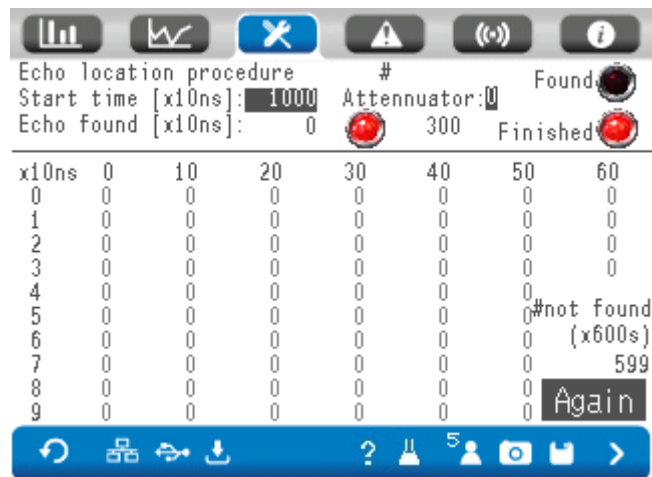 Echo location procedure #
Start time [x10ns]: 1000 Attennuator:0 Found
Echo found [x10ns]: 0 300 Finished
x10ns 0 10 20 30 40 50 60
0 0 0 0 0 0 0 0
1 0 0 0 0 0 0 0
2 0 0 0 0 0 0 0
3 0 0 0 0 0 0 0
4 0 0 0 0 0 0
5 0 0 0 0 0 0 #not found
6 0 0 0 0 0 0 (x600s)
7 0 0 0 0 0 0 599
8 0 0 0 0 0 0
9 0 0 0 0 0 0 Again
? 5 >